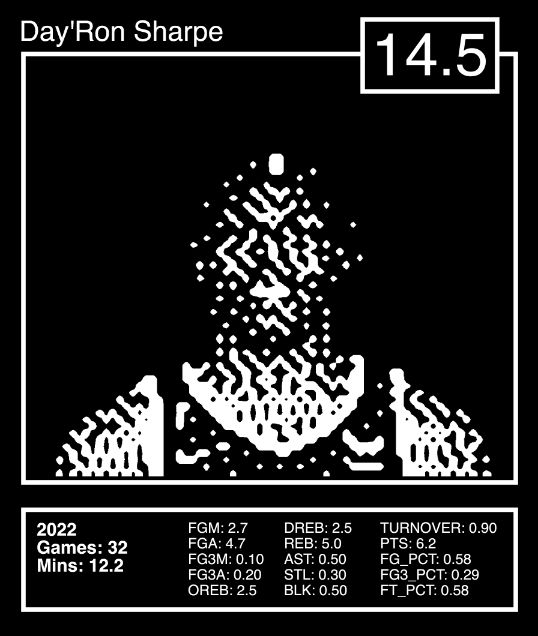 Day'Ron Sharpe
14.5
2022
Games: 32
Mins: 12.2
FGM: 2.7
FGA: 4.7
FG3M: 0.10
FG3A: 0.20
OREB: 2.5
DREB: 2.5
REB: 5.0
AST: 0.50
STL: 0.30
BLK: 0.50
TURNOVER: 0.90
PTS: 6.2
FG_PCT: 0.58
FG3_PCT: 0.29
FT_PCT: 0.58